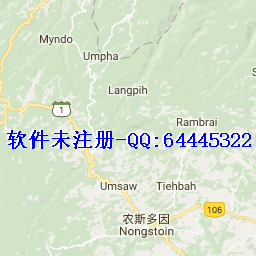 Myndo
Umpha
Langpih
1
Rambrai
软件未注册-QQ:64445322
Umsaw
Tiehbah
106
农斯多因
Nongstoin